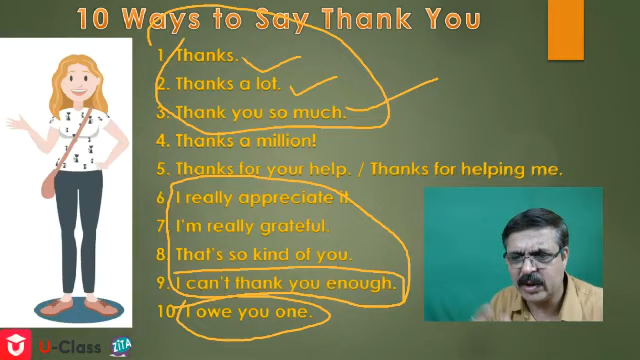 10 Ways to Say Thank You
1. Thanks.
2. Thanks a lot.
3. Thank you so much.
4. Thanks a million!
5. Thanks for your help. / Thanks for helping me.
6. I really appreciate it
7. I'm really grateful.
8. That's so kind of you.
9. I can't thank you enough.
10. I owe you one.
U-Class ZITA